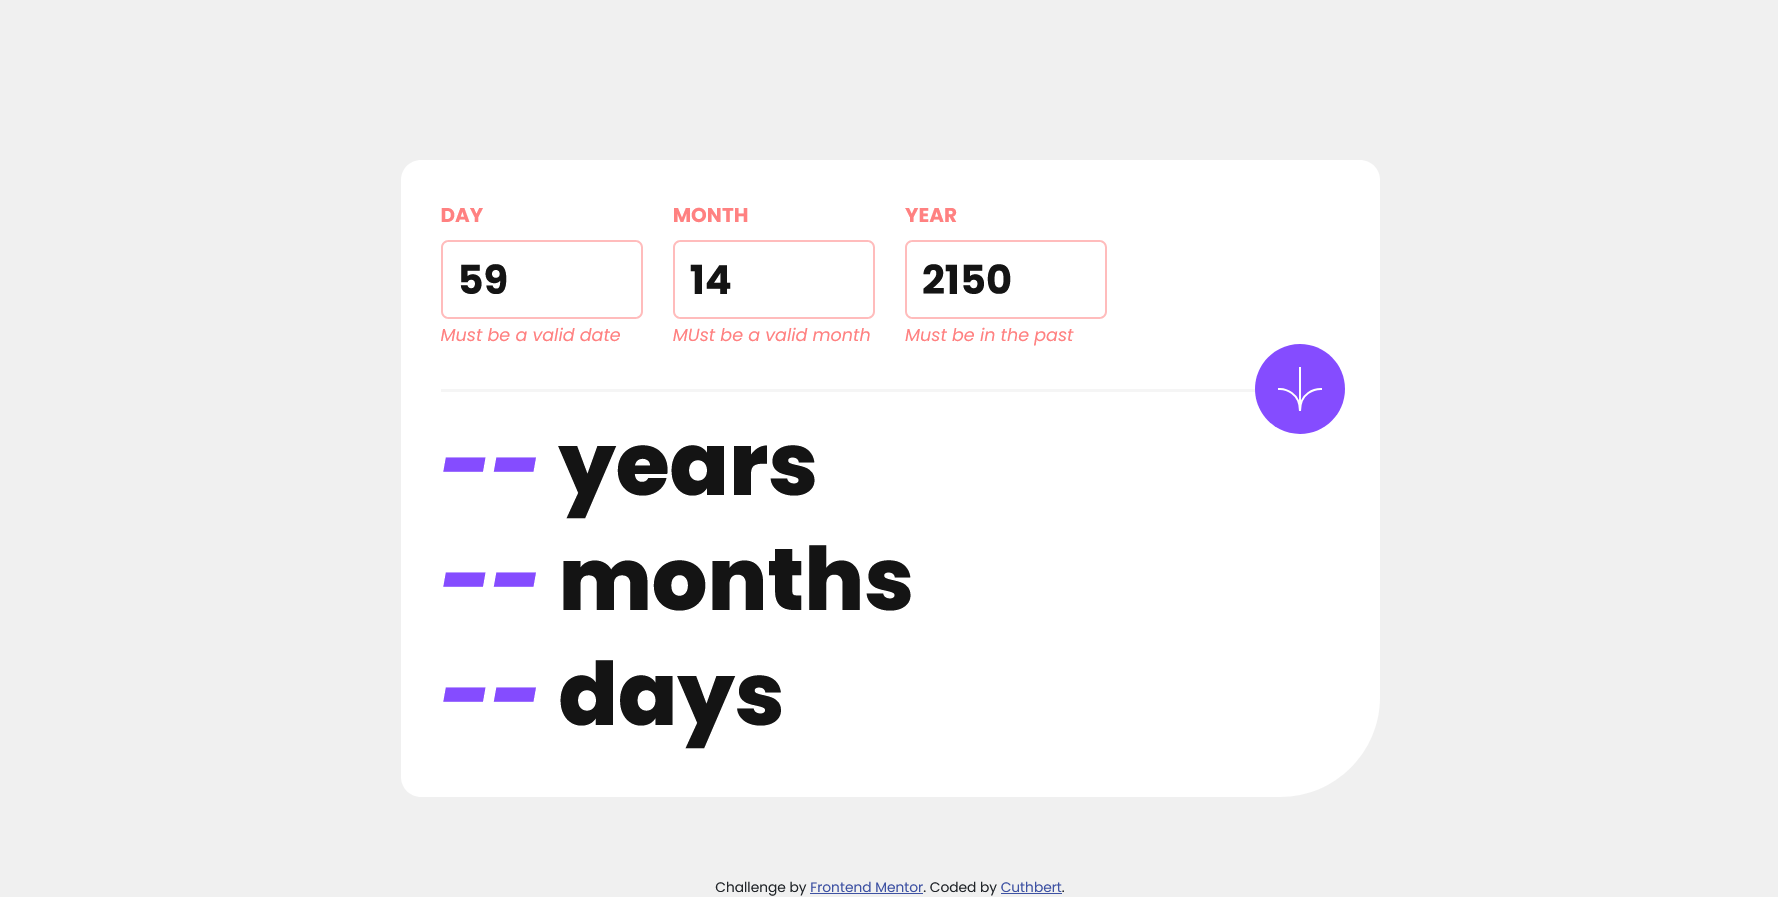 DAY MONTH YEAR
59 14 2150
Must be a valid date MUst be a valid month Must be in the past
-- years
-- months
-- days
Challenge by Frontend Mentor. Coded by Cuthbert.